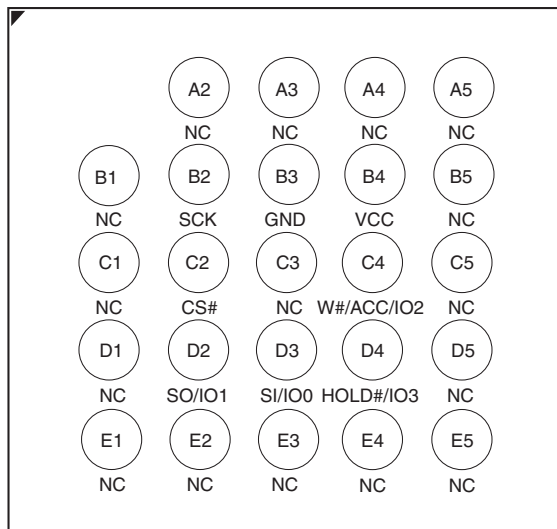 A2 A3 A4 A5
NC NC NC NC
B1 B2 B3 B4 B5
NC SCK GND VCC NC
C1 C2 C3 C4 C5
NC CS# NC W#/ACC/IO2 NC
D1 D2 D3 D4 D5
NC SO/IO1 SI/IO0 HOLD#/IO3 NC
E1 E2 E3 E4 E5
NC NC NC NC NC